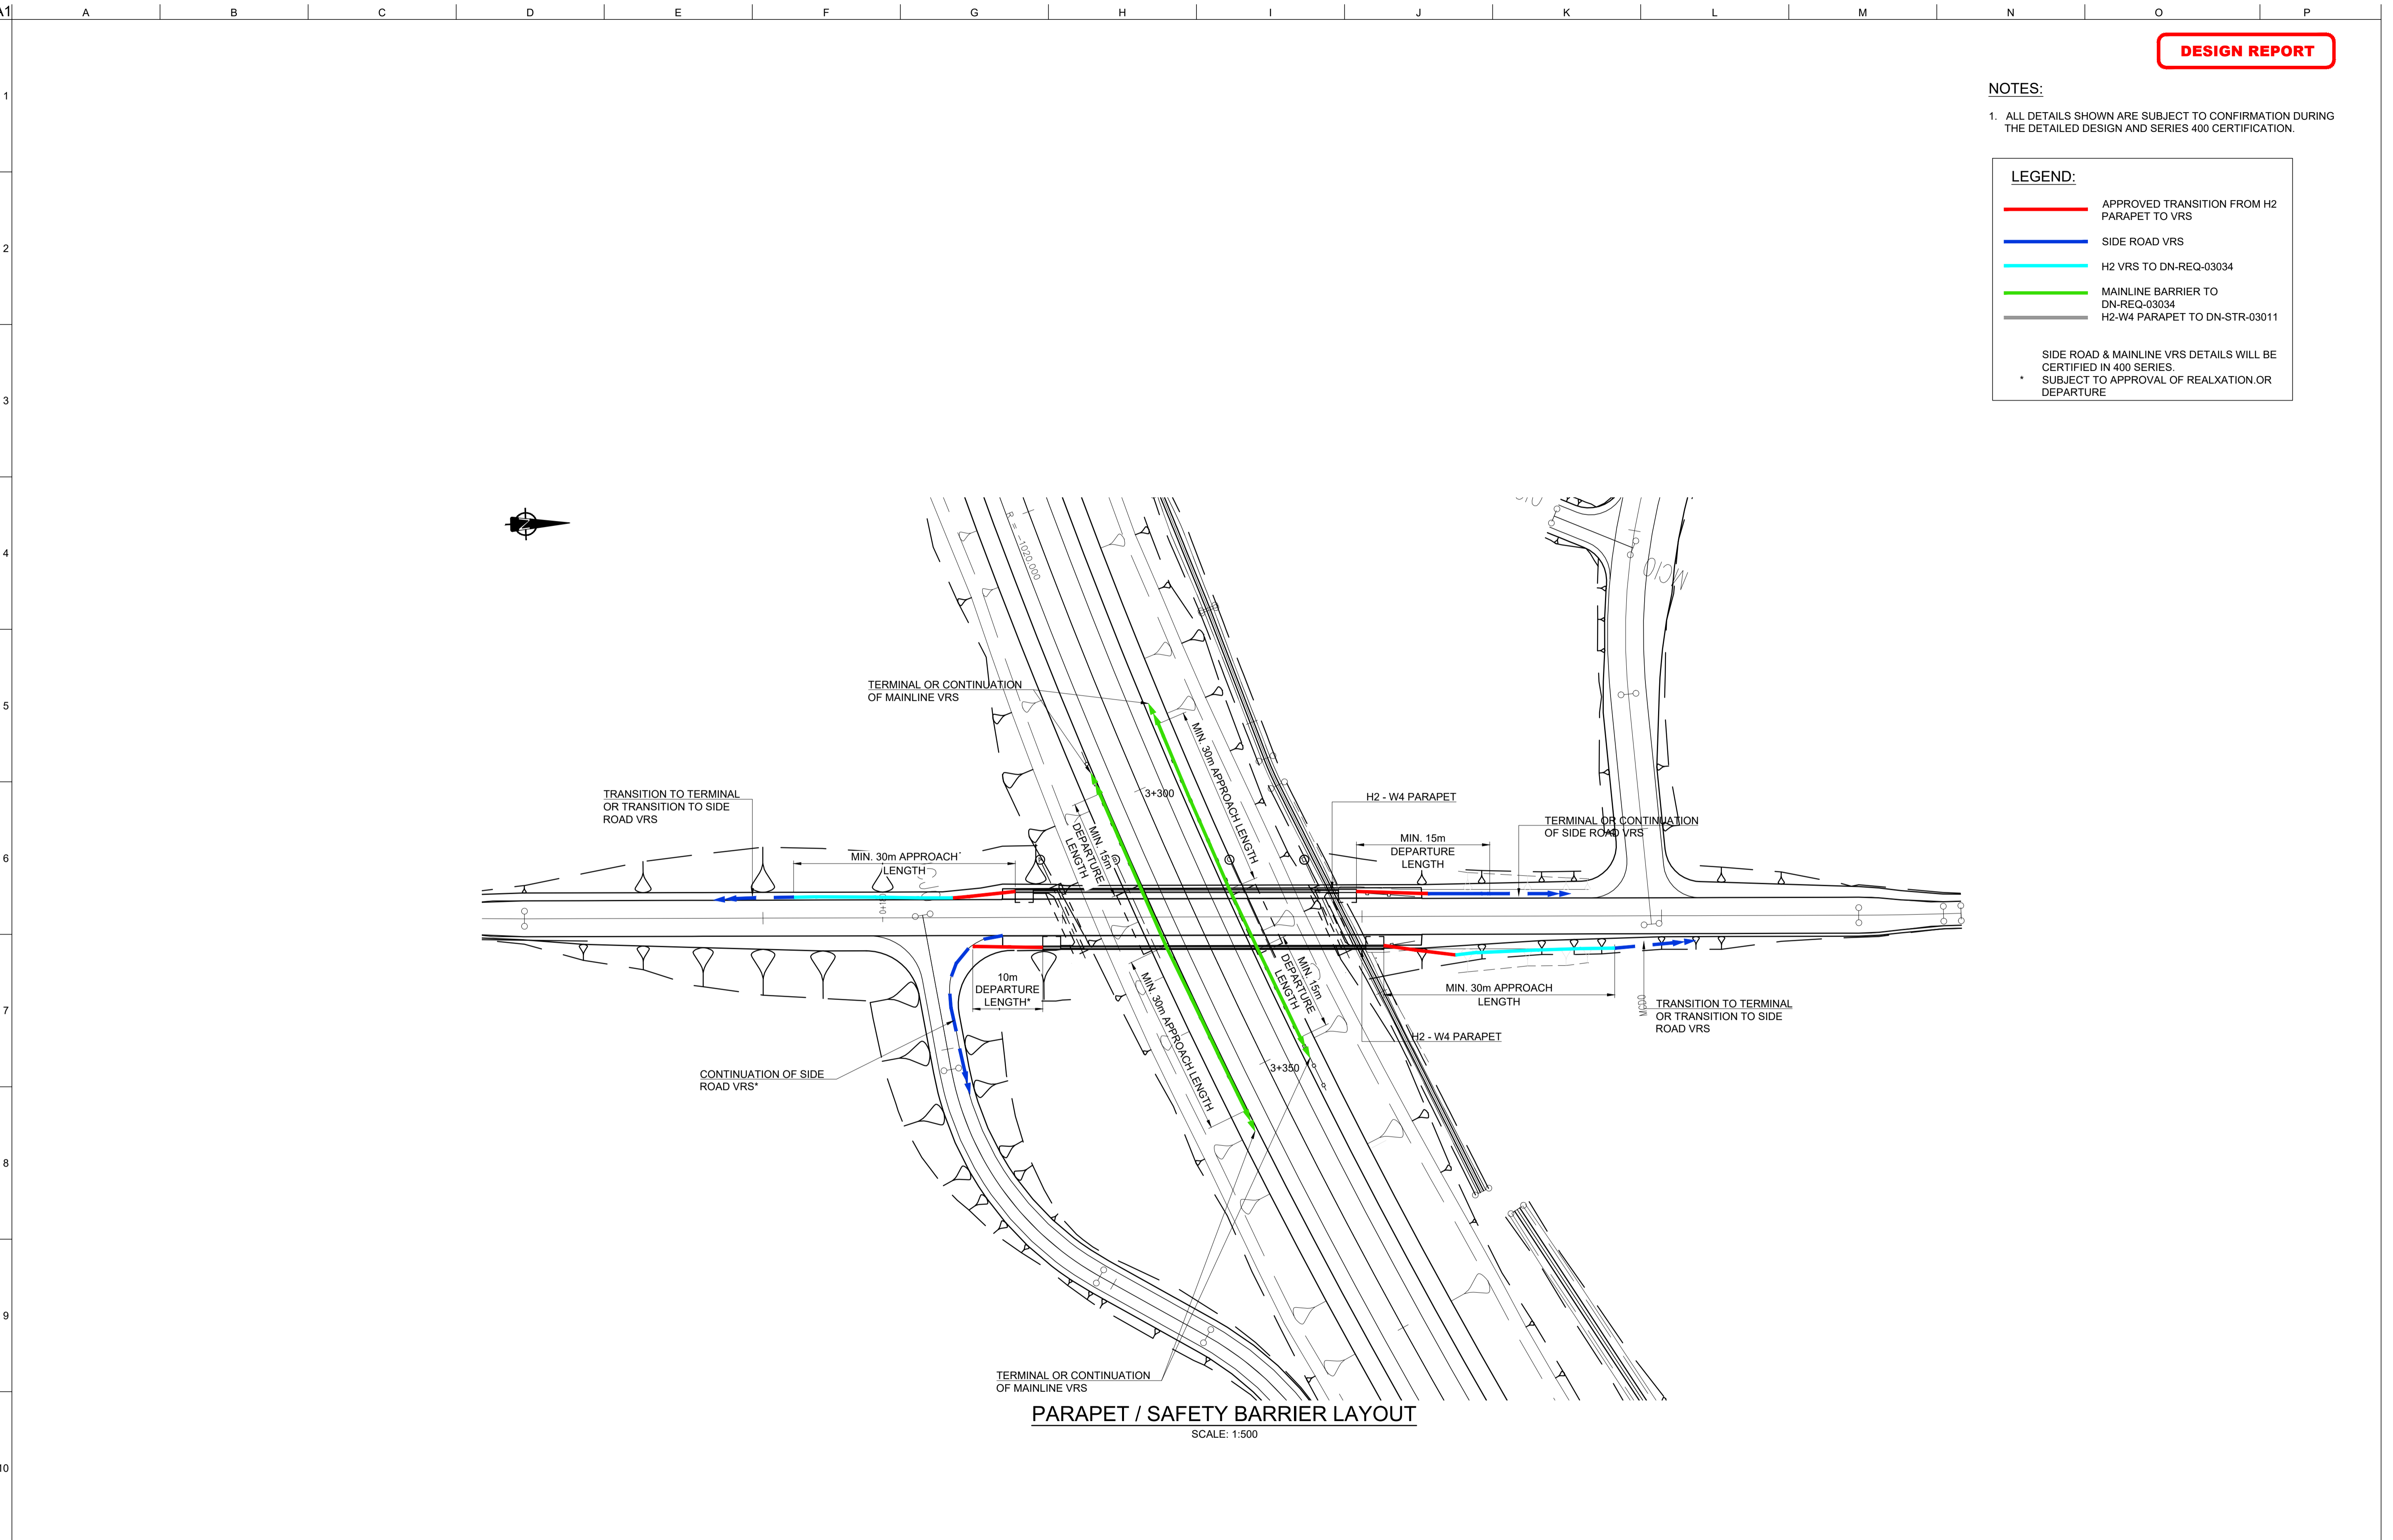 A1
A B C D E F G H I J K L M N O P
DESIGN REPORT
1
NOTES:
1. ALL DETAILS SHOWN ARE SUBJECT TO CONFIRMATION DURING
THE DETAILED DESIGN AND SERIES 400 CERTIFICATION.
LEGEND:
APPROVED TRANSITION FROM H2
PARAPET TO VRS
2
SIDE ROAD VRS
H2 VRS TO DN-REQ-03034
MAINLINE BARRIER TO
DN-REQ-03034
H2-W4 PARAPET TO DN-STR-03011
SIDE ROAD & MAINLINE VRS DETAILS WILL BE
CERTIFIED IN 400 SERIES.
* SUBJECT TO APPROVAL OF REALXATION.OR
DEPARTURE
3
Z
R = -1020.000
4
MC10
TERMINAL OR CONTINUATION
OF MAINLINE VRS
5
MIN. 30m APPROACH LENGTH
3+300
TRANSITION TO TERMINAL
OR TRANSITION TO SIDE
ROAD VRS
H2 - W4 PARAPET
TERMINAL OR CONTINUATION
OF SIDE ROAD VRS
MIN. 15m
DEPARTURE
LENGTH
MIN. 15m
DEPARTURE
LENGTH
6
MIN. 30m APPROACH
LENGTH
10m
DEPARTURE
LENGTH*
MIN. 30m APPROACH LENGTH
MIN. 15m
DEPARTURE
LENGTH
MIN. 30m APPROACH
LENGTH
7
TRANSITION TO TERMINAL
OR TRANSITION TO SIDE
ROAD VRS
H2 - W4 PARAPET
3+350
CONTINUATION OF SIDE
ROAD VRS*
8
9
TERMINAL OR CONTINUATION
OF MAINLINE VRS
PARAPET / SAFETY BARRIER LAYOUT
SCALE: 1:500
10